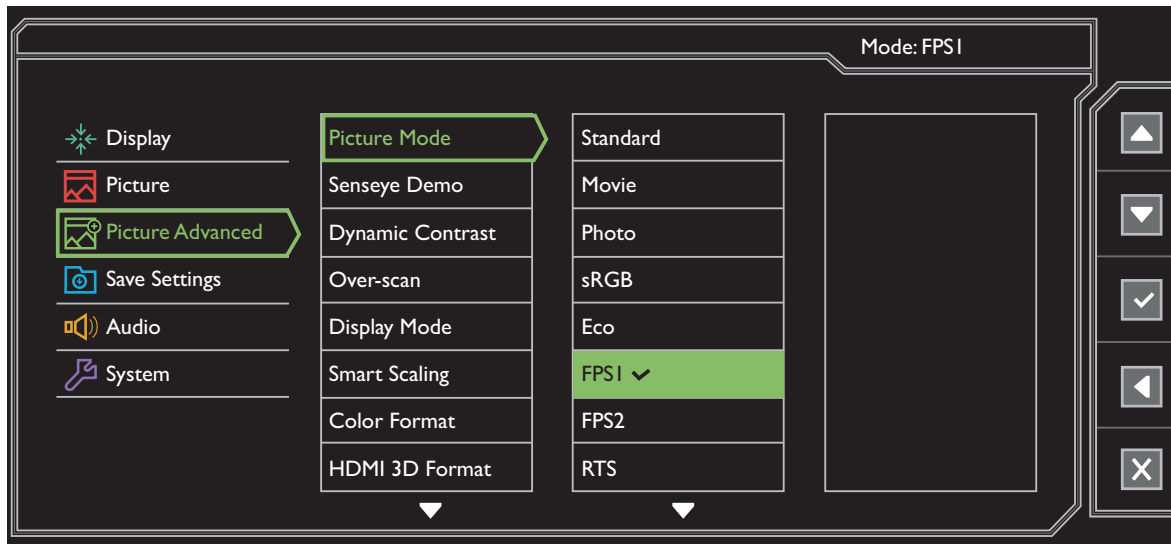 Mode: FPS1
Display
Picture
Picture Advanced
Save Settings
Audio
System
Picture Mode
Senseye Demo
Dynamic Contrast
Over-scan
Display Mode
Smart Scaling
Color Format
HDMI 3D Format
Standard
Movie
Photo
sRGB
Eco
FPS1
FPS2
RTS